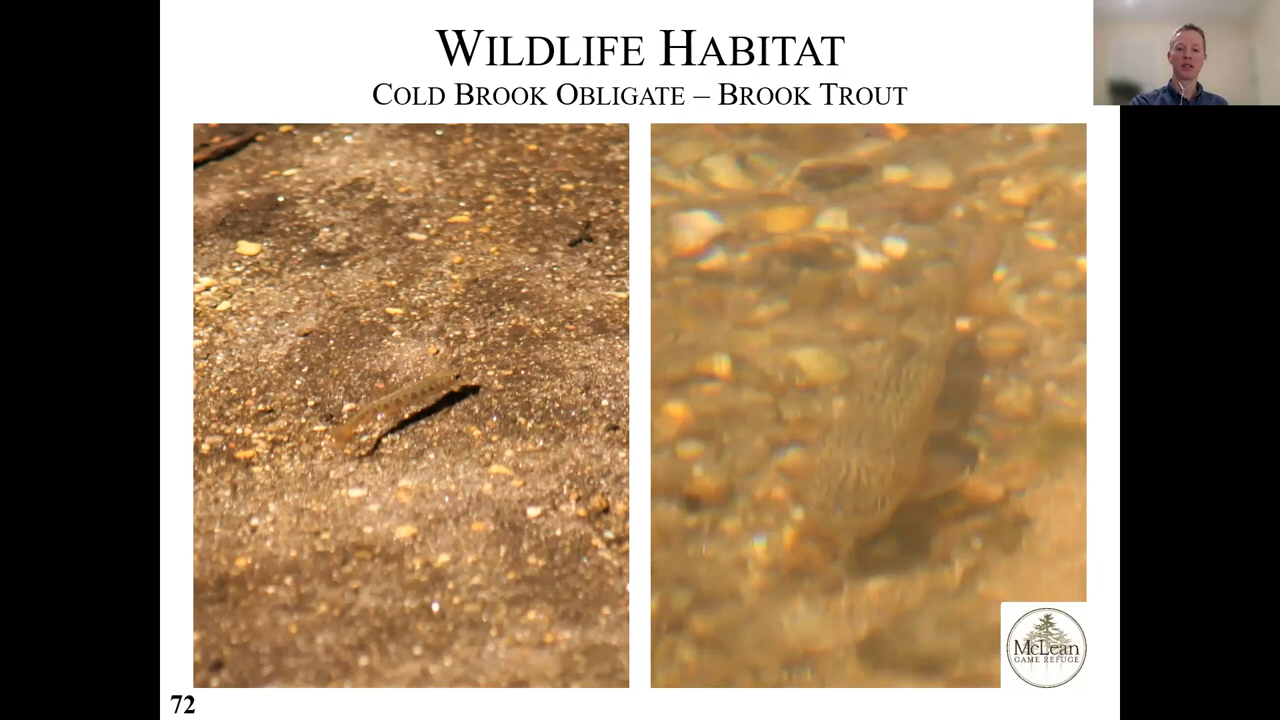 WILDLIFE HABITAT
COLD BROOK OBLIGATE – BROOK TROUT
McLean
GAME REFUGE
72